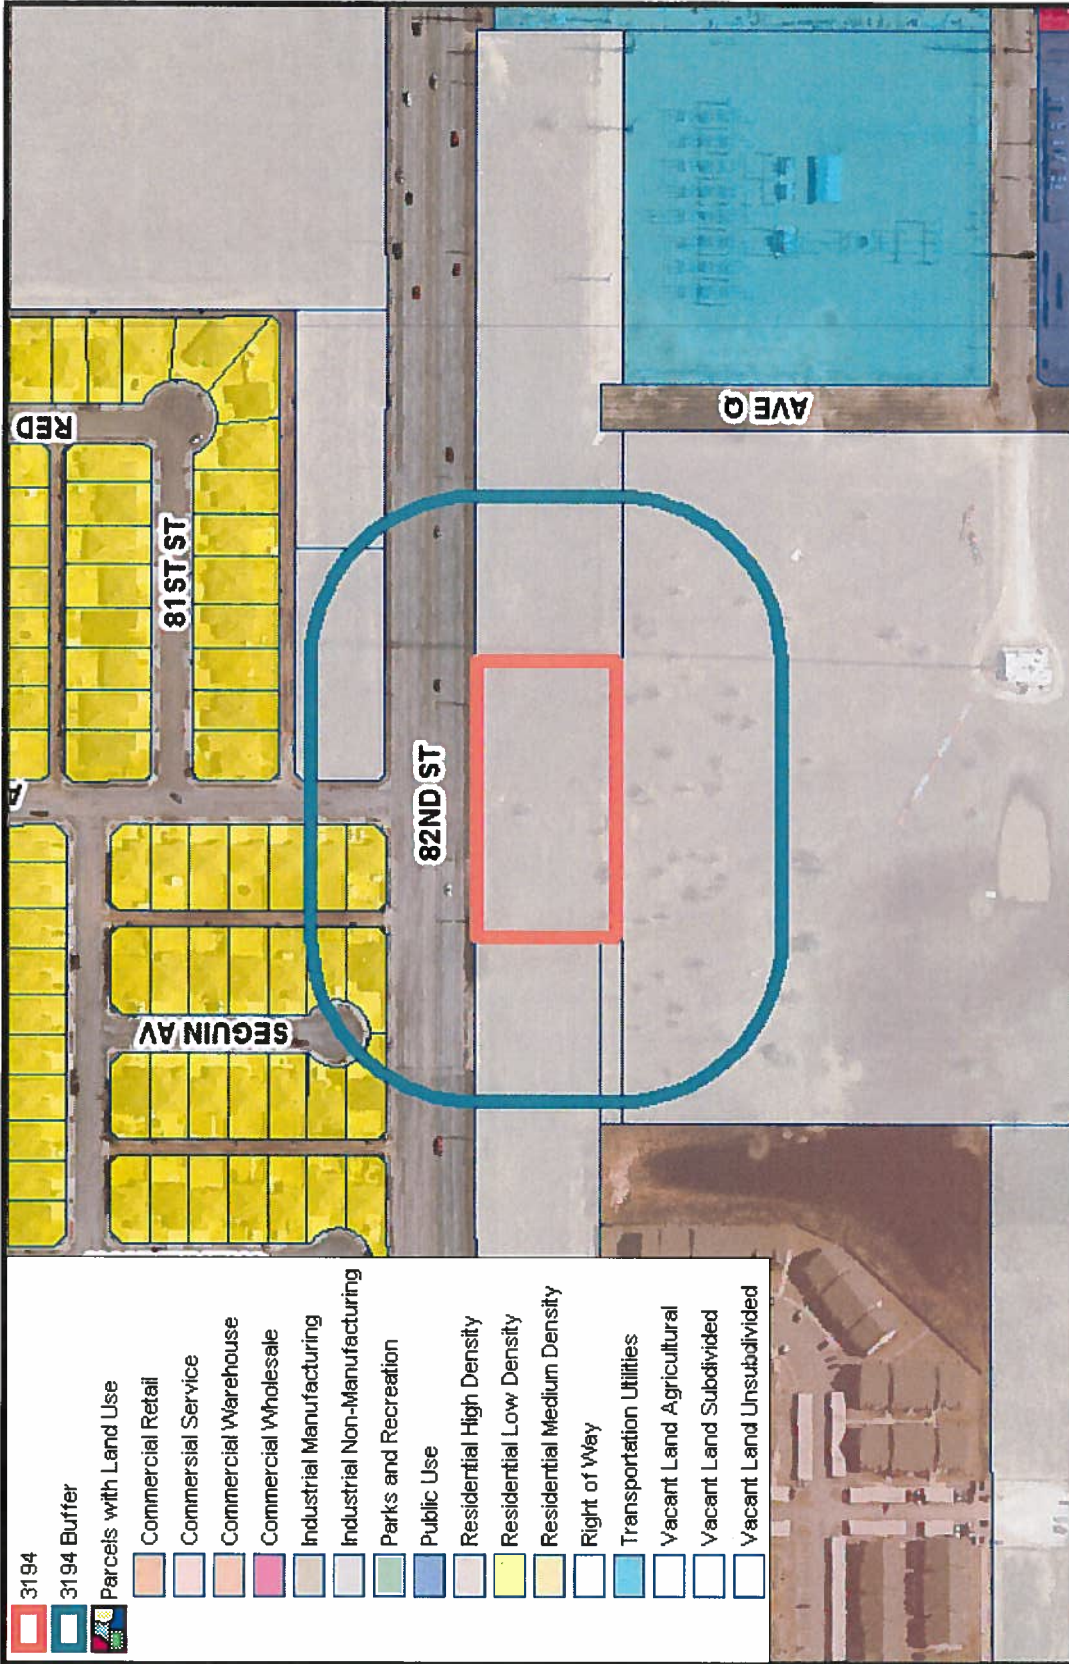 3194
3194 Buffer
Parcels with Land Use
Commercial Retail
Commersial Service
Commercial Warehouse
Commercial Wholesale
Industrial Manufacturing
Industrial Non-Manufacturing
Parks and Recreation
Public Use
Residential High Density
Residential Low Density
Residential Medium Density
Right of Way
Transportation Utilities
Vacant Land Agricultural
Vacant Land Subdivided
Vacant Land Unsubdivided
SEGUIN AV
82ND ST
81ST ST
RED
AVE Q